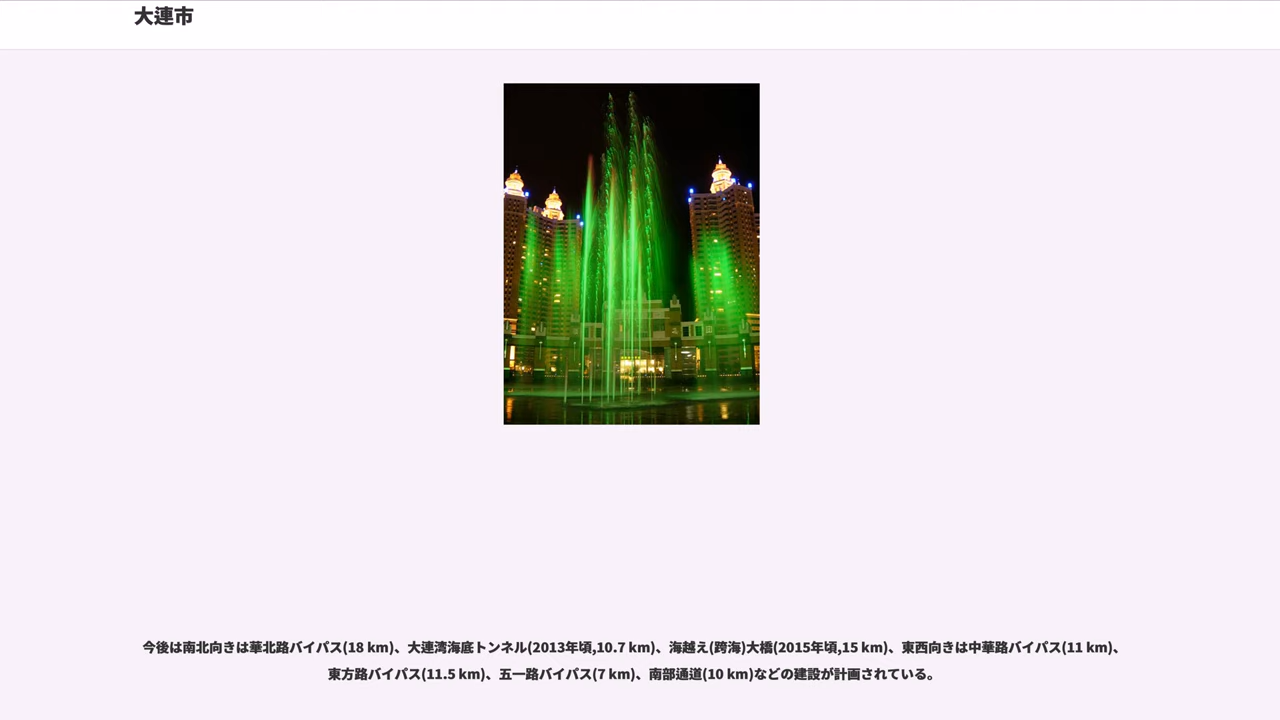 大連市
今後は南北向きは華北路バイパス(18 km)、大連湾海底トンネル(2013年頃,10.7 km)、海越え(跨海)大橋(2015年頃,15 km)、東西向きは中華路バイパス(11 km)、
東方路バイパス(11.5 km)、五一路バイパス(7 km)、南部通道(10 km)などの建設が計画されている。